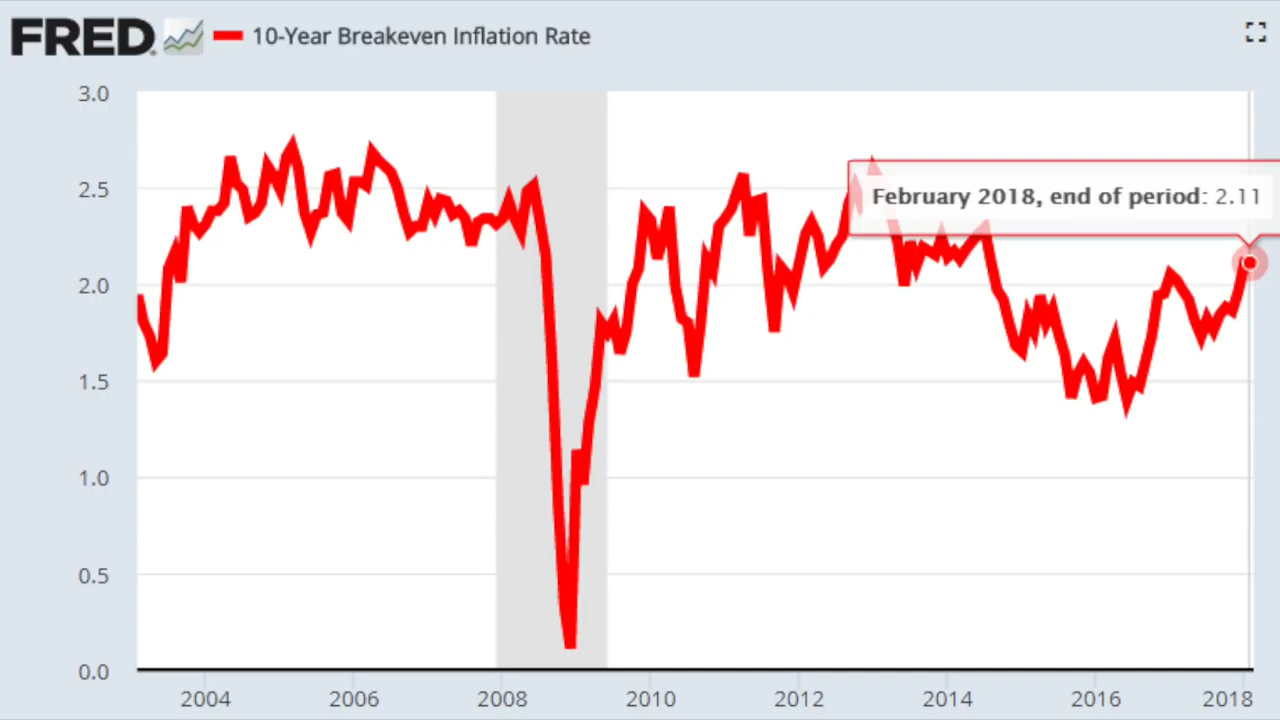 FRED 10-Year Breakeven Inflation Rate
3.0
2.5
2.0
1.5
1.0
0.5
0.0
February 2018, end of period: 2.11
2004 2006 2008 2010 2012 2014 2016 2018